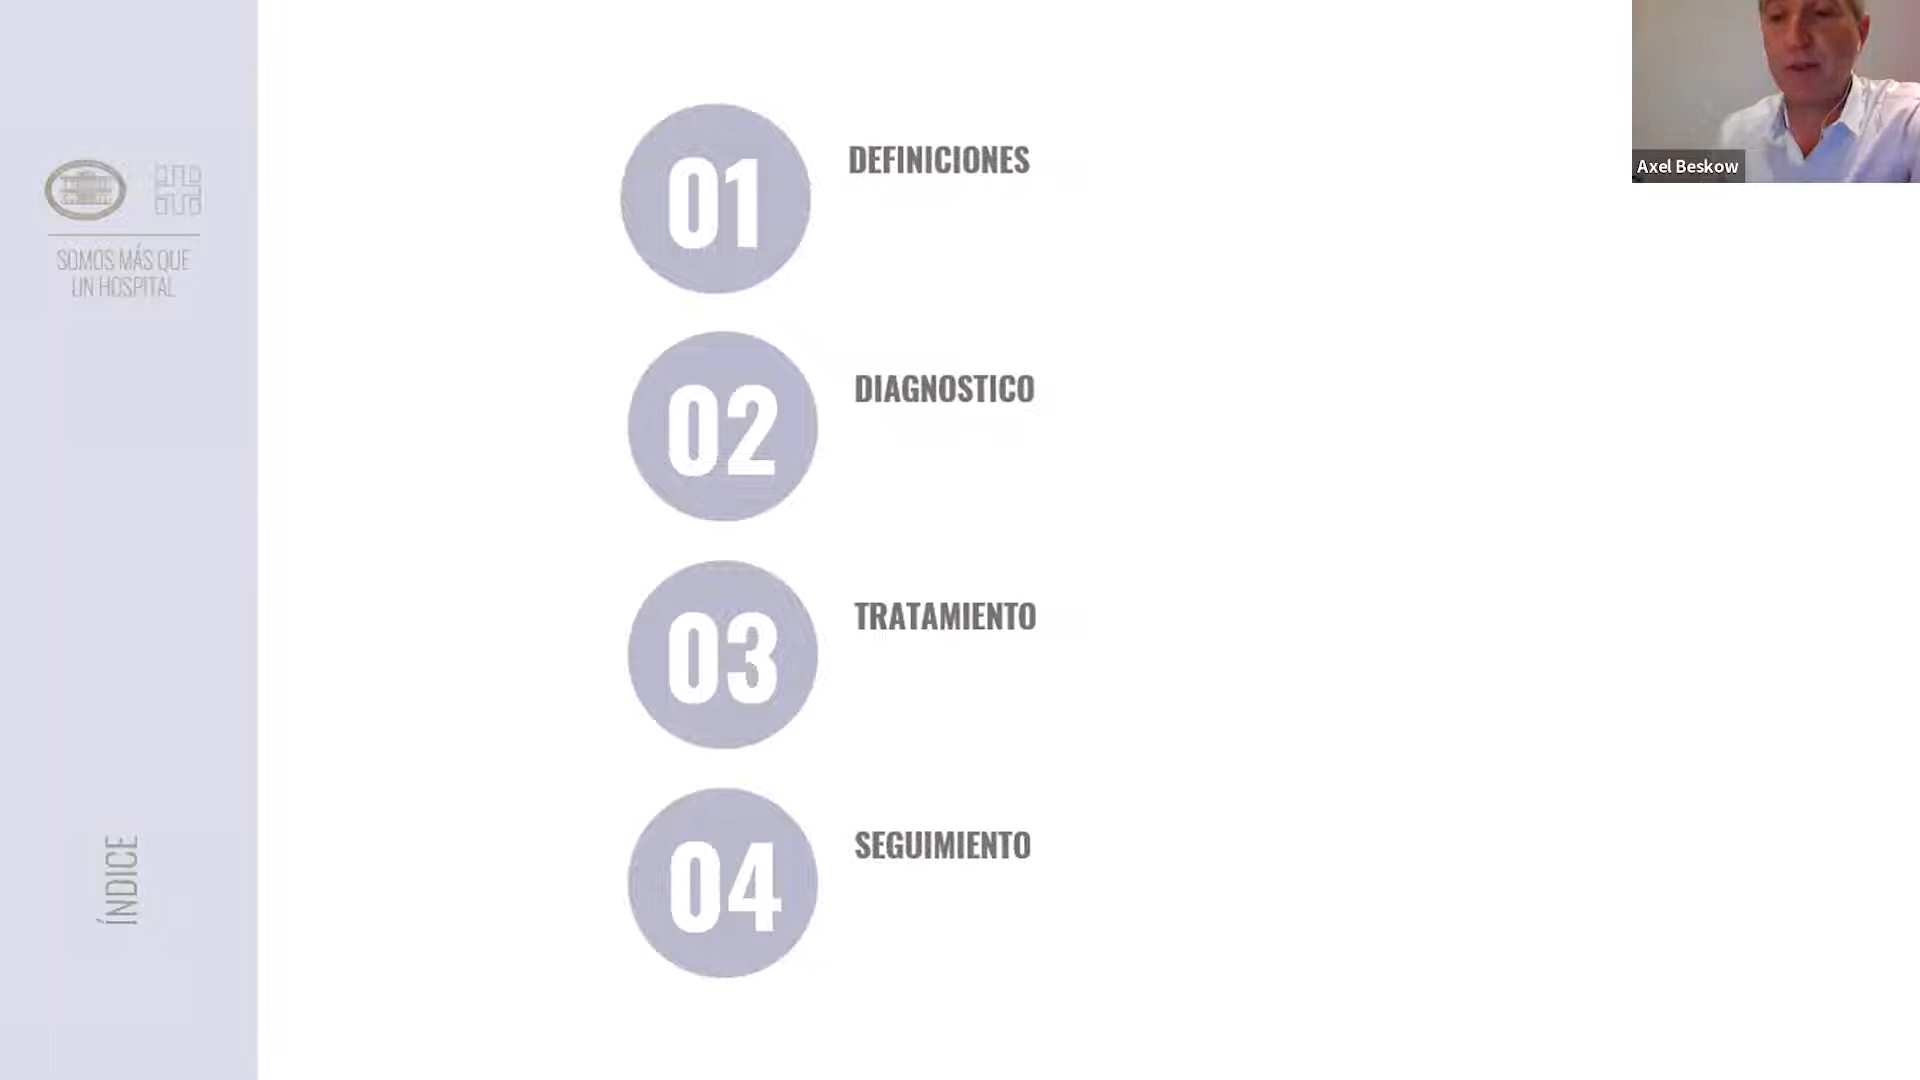 SOMOS MÁS QUE
UN HOSPITAL
ÍNDICE
01
DEFINICIONES
02
DIAGNOSTICO
03
TRATAMIENTO
04
SEGUIMIENTO
Axel Beskow